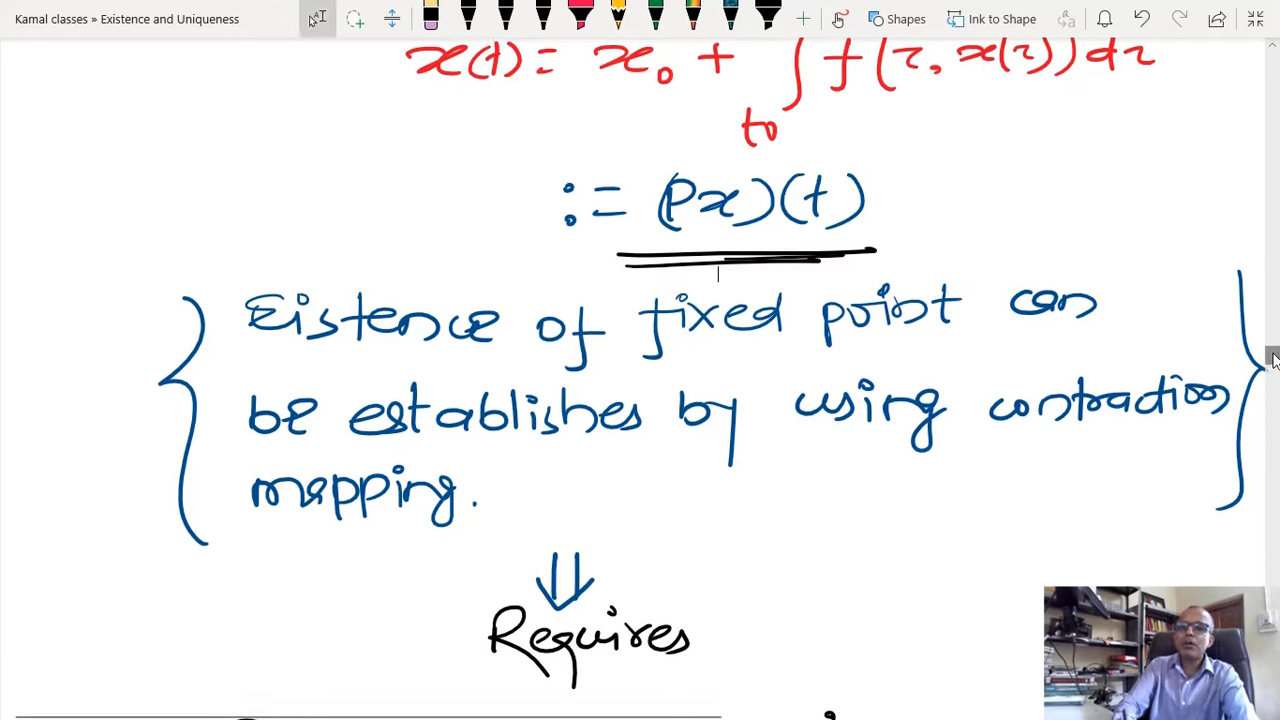 Kamal classes » Existence and Uniqueness
Shapes
Ink to Shape
x(t) = x₀ + ∫ f(τ, x(τ)) dτ
t₀
:= (Px)(t)
Eistence of fixed point can
be establishes by using contraction
mapping.
⇓
Requires